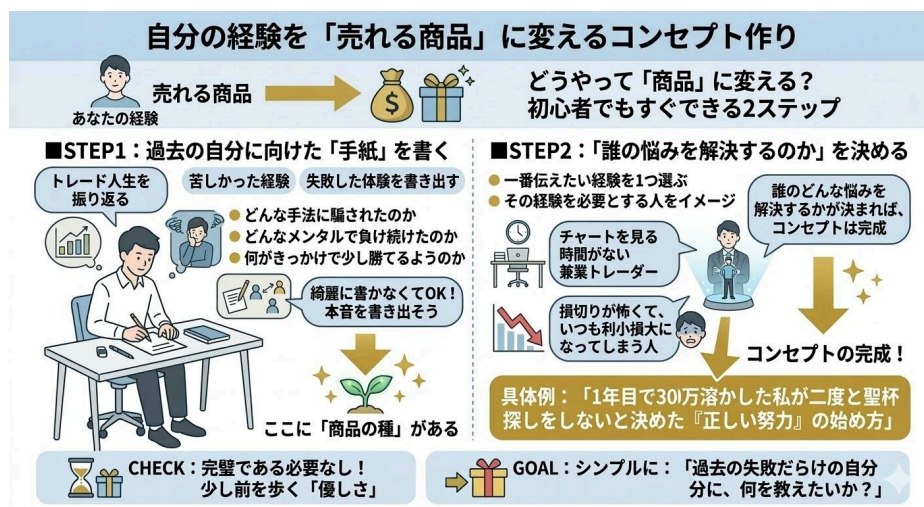 自分の経験を「売れる商品」に変えるコンセプト作り
あなたの経験
売れる商品
$
どうやって「商品」に変える？
初心者でもすぐできる2ステップ
■STEP1：過去の自分に向けた「手紙」を書く
トレード人生を
振り返る
苦しかった経験
失敗した体験を書き出す
どんな手法に騙されたのか
どんなメンタルで負け続けたのか
何がきっかけで少し勝てるようのか
綺麗に書かなくてOK！
本音を書き出そう
ここに「商品の種」がある
■STEP2：「誰の悩みを解決するのか」を決める
一番伝えたい経験を1つ選ぶ
その経験を必要とする人をイメージ
誰のどんな悩みを
解決するかが決まれば、
コンセプトは完成
チャートを見る
時間がない
兼業トレーダー
損切りが怖くて、
いつも利小損大に
なってしまう人
コンセプトの完成！
具体例：「1年目で300万溶かした私が二度と聖杯
探しをしないと決めた『正しい努力』の始め方」
CHECK：完璧である必要なし！
少し前を歩く「優しさ」
GOAL：シンプルに：「過去の失敗だらけの自分
分に、何を教えたいか？」